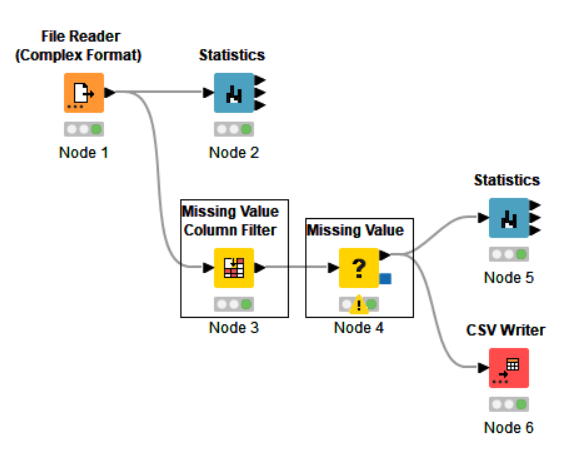 File Reader
(Complex Format)
Node 1
Statistics
Node 2
Missing Value
Column Filter
Node 3
Missing Value
?
Node 4
Statistics
Node 5
CSV Writer
Node 6